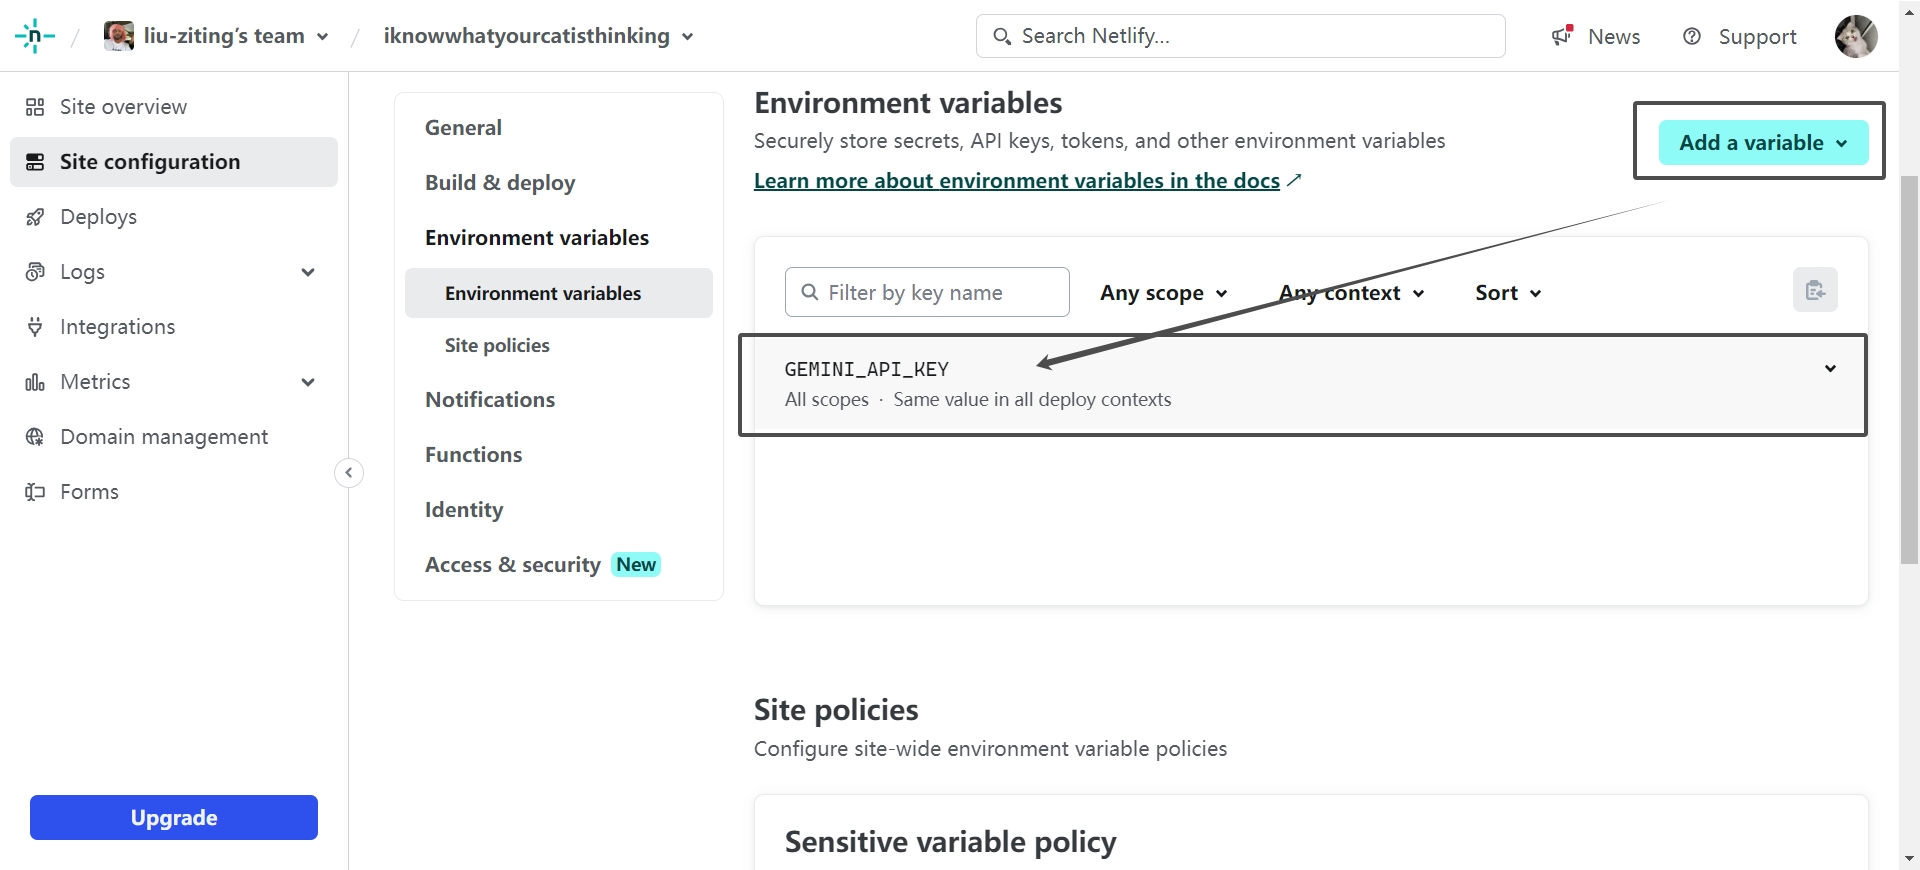 liu-ziting’s team
iknowwhatyourcatisthinking
Search Netlify...
News
Support
Site overview
Site configuration
Deploys
Logs
Integrations
Metrics
Domain management
Forms
Upgrade
General
Build & deploy
Environment variables
Environment variables
Site policies
Notifications
Functions
Identity
Access & security New
Environment variables
Securely store secrets, API keys, tokens, and other environment variables
Learn more about environment variables in the docs
Add a variable
Filter by key name
Any scope
Any context
Sort
GEMINI_API_KEY
All scopes · Same value in all deploy contexts
Site policies
Configure site-wide environment variable policies
Sensitive variable policy